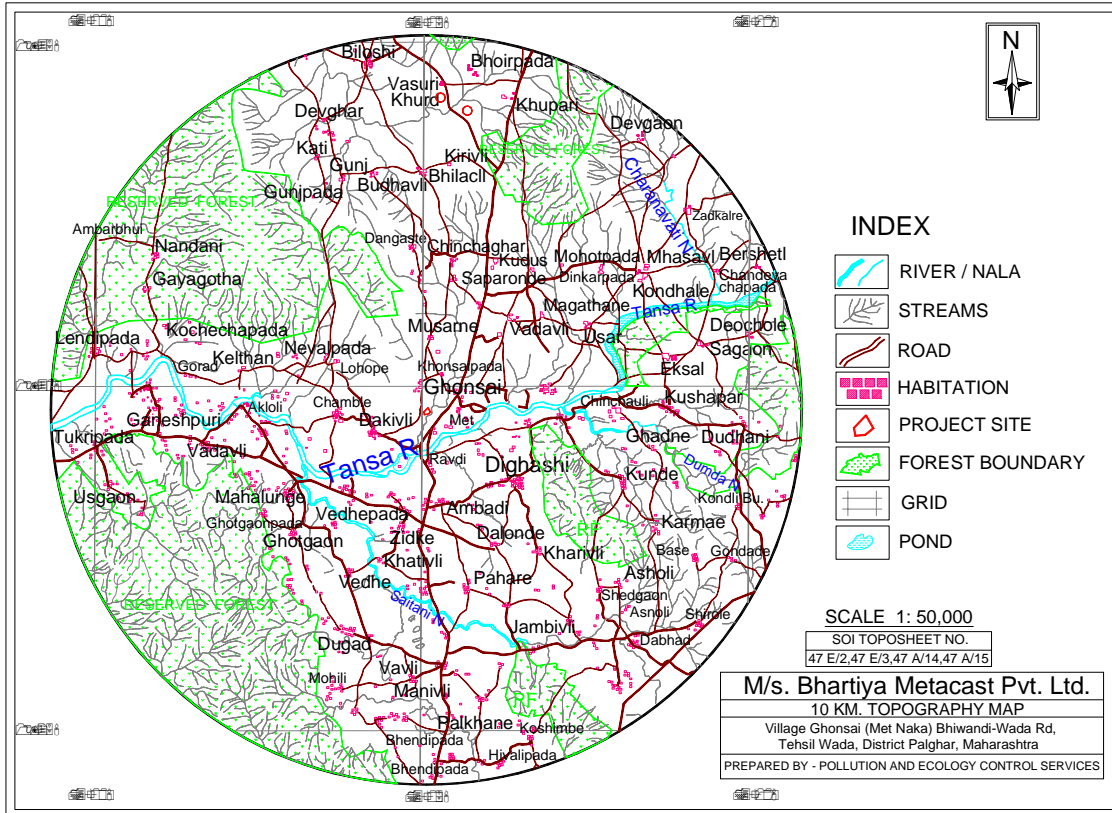 N
Biloshi
Bhoirpada
Vasuri
Khurd
Khupari
Devghar
Devgaon
Kati
Gunj
Kirivli
RESERVED FOREST
Bhilacll
Budhavli
Gunjpada
Charanavati N.
RESERVED FOREST
Zadkalre
Ambarbhui
Dangaste
Nandani
Chinchaghar
Kudus
Mohotpada
Mhasavl
Bershetl
Gayagotha
Saparonde
Dinkarpada
Chandeva
chapada
Kondhale
Magathane
Tansa R.
Kochechapada
Musarne
Vadavli
Deochole
Lendipada
Nevalpada
Usar
Sagaon
Kelthan
Gorad
Lohope
Khonsalpada
Eksal
Ghonsai
Akloli
Chamble
Chinchauli
Kushapar
Ganeshpuri
Dakivli
Met
Tukripada
Vadavli
Ghadne
Dudhani
Tansa R.
Ravdi
Dighashi
Dumda N.
Usgaon
Kunde
Mahalunge
Kondli Bu.
Vedhepada
Ambadi
Ghotgaonpada
Karmae
Ghotgaon
Zidke
Dalonde
RF
Kharivli
Base
Gondade
Khativli
Vedhe
Pahare
Asholi
RESERVED FOREST
Saitani N.
Shedgaon
Asnoli
Shirole
Jambivli
Dugad
Dabhad
Vavli
Mohili
Manivli
RF
Palkhane
Koshimbe
Bhendipada
Hivalipada
Bhendipada
INDEX
RIVER / NALA
STREAMS
ROAD
HABITATION
PROJECT SITE
FOREST BOUNDARY
GRID
POND
SCALE 1: 50,000
SOI TOPOSHEET NO.
47 E/2,47 E/3,47 A/14,47 A/15
M/s. Bhartiya Metacast Pvt. Ltd.
10 KM. TOPOGRAPHY MAP
Village Ghonsai (Met Naka) Bhiwandi-Wada Rd,
Tehsil Wada, District Palghar, Maharashtra
PREPARED BY - POLLUTION AND ECOLOGY CONTROL SERVICES